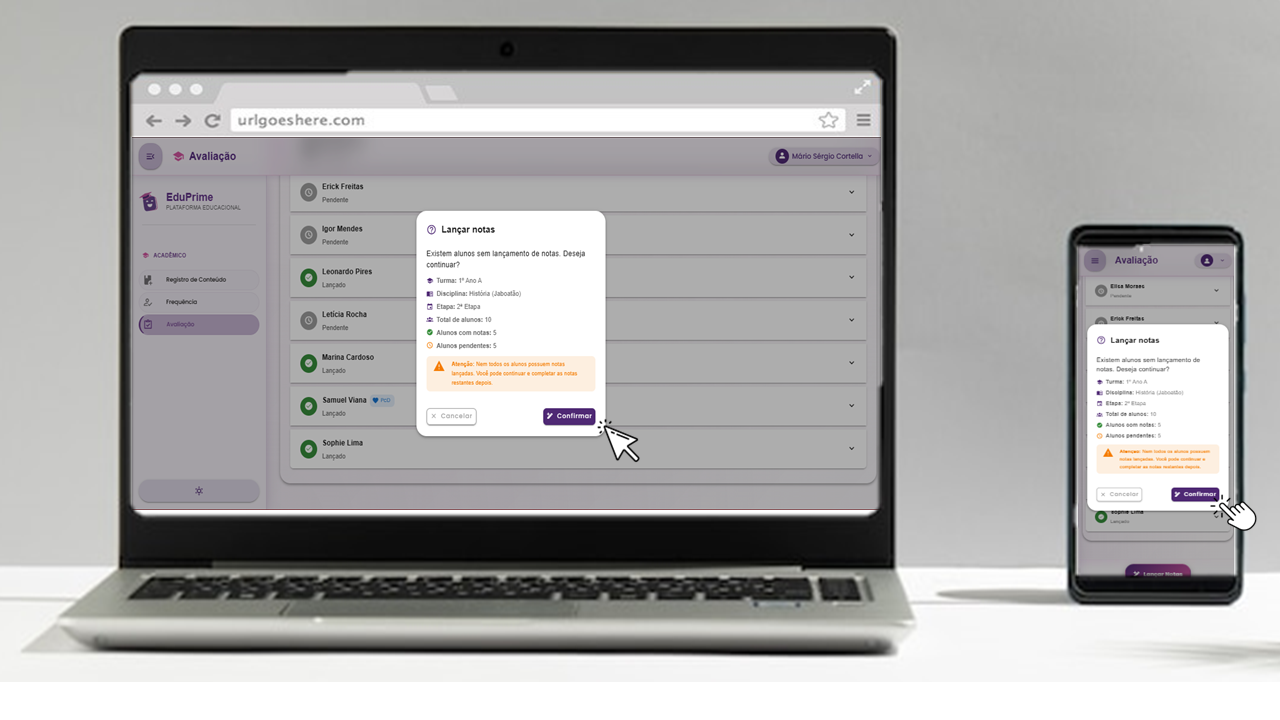 urlgoeshere.com
Avaliação
Mário Sérgio Cortella
EduPrime
PLATAFORMA EDUCACIONAL
ACADÊMICO
Registro de Conteúdo
Frequência
Avaliação
Erick Freitas
Pendente
Igor Mendes
Pendente
Leonardo Pires
Lançado
Letícia Rocha
Pendente
Marina Cardoso
Lançado
Samuel Viana PcD
Lançado
Sophie Lima
Lançado
Lançar notas
Existem alunos sem lançamento de notas. Deseja
continuar?
Turma: 1º Ano A
Disciplina: História (Jaboatão)
Etapa: 2ª Etapa
Total de alunos: 10
Alunos com notas: 5
Alunos pendentes: 5
Atenção: Nem todos os alunos possuem notas
lançadas. Você pode continuar e completar as notas
restantes depois.
Cancelar
Confirmar
Avaliação
Elisa Moraes
Pendente
Erick Freitas
Lançar notas
Existem alunos sem lançamento de
notas. Deseja continuar?
Turma: 1º Ano A
Disciplina: História (Jaboatão)
Etapa: 2ª Etapa
Total de alunos: 10
Alunos com notas: 5
Alunos pendentes: 5
Atenção: Nem todos os alunos possuem
notas lançadas. Você pode continuar e
completar as notas restantes depois.
Cancelar
Confirmar
Sophie Lima
Lançado
Lançar Notas